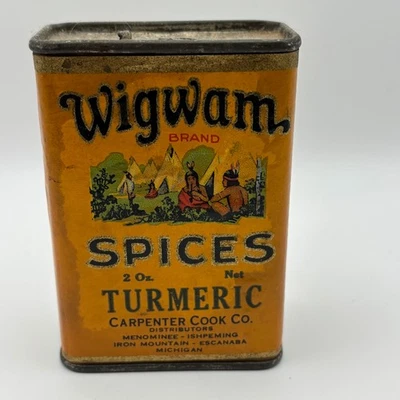 Wigwam
BRAND
SPICES
2 Oz. Net
TURMERIC
CARPENTER COOK CO.
DISTRIBUTORS
MENOMINEE - ISHPEMING
IRON MOUNTAIN - ESCANABA
MICHIGAN